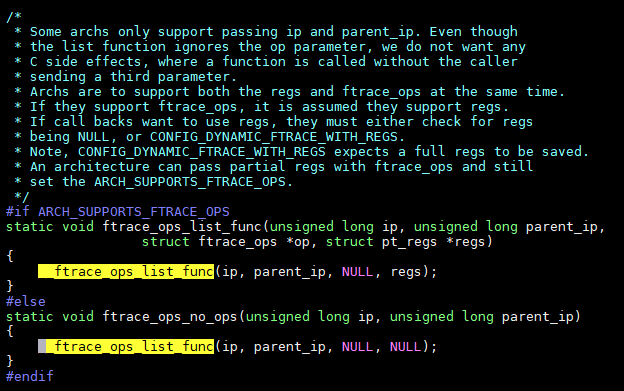 /*
 * Some archs only support passing ip and parent_ip. Even though
 * the list function ignores the op parameter, we do not want any
 * C side effects, where a function is called without the caller
 * sending a third parameter.
 * Archs are to support both the regs and ftrace_ops at the same time.
 * If they support ftrace_ops, it is assumed they support regs.
 * If call backs want to use regs, they must either check for regs
 * being NULL, or CONFIG_DYNAMIC_FTRACE_WITH_REGS.
 * Note, CONFIG_DYNAMIC_FTRACE_WITH_REGS expects a full regs to be saved.
 * An architecture can pass partial regs with ftrace_ops and still
 * set the ARCH_SUPPORTS_FTRACE_OPS.
 */
#if ARCH_SUPPORTS_FTRACE_OPS
static void ftrace_ops_list_func(unsigned long ip, unsigned long parent_ip,
                 struct ftrace_ops *op, struct pt_regs *regs)
{
    __ftrace_ops_list_func(ip, parent_ip, NULL, regs);
}
#else
static void ftrace_ops_no_ops(unsigned long ip, unsigned long parent_ip)
{
    __ftrace_ops_list_func(ip, parent_ip, NULL, NULL);
}
#endif